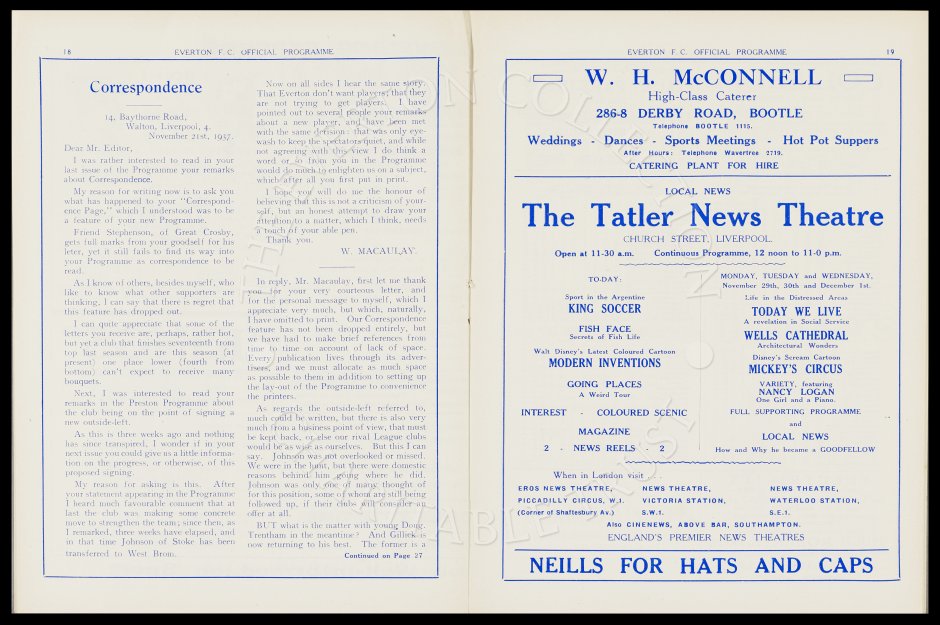 18
EVERTON F.C. OFFICIAL PROGRAMME
Correspondence
14, Baythorne Road,
Walton, Liverpool, 4.
November 21st, 1937.
Dear Mr. Editor,
I was rather interested to read in your
last issue of the Programme your remarks
about Correspondence.
My reason for writing now is to ask you
what has happened to your "Correspond-
ence Page," which I understood was to be
a feature of your new Programme.
Friend Stephenson, of Great Crosby,
gets full marks from your goodself for his
leter, yet it still fails to find its way into
your Programme as correspondence to be
read.
As I know of others, besides myself, who
like to know what other supporters are
thinking, I can say that there is regret that
this feature has dropped out.
I can quite appreciate that some of the
letters you receive are, perhaps, rather hot,
but yet a club that finishes seventeenth from
top last season and are this season (at
present) one place lower (fourth from
bottom) can't expect to receive many
bouquets.
Next, I was interested to read your
remarks in the Preston Programme about
the club being on the point of signing a
new outside-left.
As this is three weeks ago and nothing
has since transpired, I wonder if in your
next issue you could give us a little informa-
tion on the progress, or otherwise, of this
proposed signing.
My reason for asking is this. After
your statement appearing in the Programme
I heard much favourable comment that at
last the club was making some concrete
move to strengthen the team; since then, as
I remarked, three weeks have elapsed, and
in that time Johnson of Stoke has been
transferred to West Brom.
Now on all sides I hear the same story.
That Everton don't want players; that they
are not trying to get players. I have
pointed out to several people your remarks
about a new player, and have been met
with the same derision: that was only eye-
wash to keep the spectators quiet, and while
not agreeing with this view I do think a
word or so from you in the Programme
would do much to enlighten us on a subject,
which after all you first put in print.
I hope you will do me the honour of
believing that this is not a criticism of your-
self, but an honest attempt to draw your
attention to a matter, which I think, needs
a touch of your able pen.
Thank you.
W. MACAULAY.
In reply, Mr. Macaulay, first let me thank
you for your very courteous letter, and
for the personal message to myself, which I
appreciate very much, but which, naturally,
I have omitted to print. Our Correspondence
feature has not been dropped entirely, but
we have had to make brief references from
time to time on account of lack of space.
Every publication lives through its adver-
tisers, and we must allocate as much space
as possible to them in addition to setting up
the lay-out of the Programme to convenience
the printers.
As regards the outside-left referred to,
much could be written, but there is also very
much from a business point of view, that must
be kept back, or else our rival League clubs
would be as wise as ourselves. But this I can
say. Johnson was not overlooked or missed.
We were in the hunt, but there were domestic
reasons behind him going where he did.
Johnson was only one of many thought of
for this position, some of whom are still being
followed up, if their clubs will consider an
offer at all.
BUT what is the matter with young Doug.
Trentham in the meantime? And Gillick is
now returning to his best. The former is a
Continued on Page 27
EVERTON F. C. OFFICIAL PROGRAMME
19
W. H. McCONNELL
High-Class Caterer
286-8 DERBY ROAD, BOOTLE
Telephone BOOTLE 1115.
Weddings - Dances - Sports Meetings - Hot Pot Suppers
After Hours: Telephone Wavertree 2719.
CATERING PLANT FOR HIRE
LOCAL NEWS
The Tatler News Theatre
CHURCH STREET, LIVERPOOL.
Open at 11-30 a.m. Continuous Programme, 12 noon to 11-0 p.m.
TO-DAY:
Sport in the Argentine
KING SOCCER
FISH FACE
Secrets of Fish Life
Walt Disney's Latest Coloured Cartoon
MODERN INVENTIONS
GOING PLACES
A Weird Tour
INTEREST - COLOURED SCENIC
MAGAZINE
2 - NEWS REELS - 2
MONDAY, TUESDAY and WEDNESDAY,
November 29th, 30th and December 1st.
Life in the Distressed Areas
TODAY WE LIVE
A revelation in Social Service
WELLS CATHEDRAL
Architectural Wonders
Disney's Scream Cartoon
MICKEY'S CIRCUS
VARIETY, featuring
NANCY LOGAN
One Girl and a Piano.
FULL SUPPORTING PROGRAMME
and
LOCAL NEWS
How and Why he became a GOODFELLOW
When in London visit
EROS NEWS THEATRE,
PICCADILLY CIRCUS, W.1.
(Corner of Shaftesbury Av.)
NEWS THEATRE,
VICTORIA STATION,
S.W.1.
NEWS THEATRE,
WATERLOO STATION,
S.E.1.
Also CINENEWS, ABOVE BAR, SOUTHAMPTON.
ENGLAND'S PREMIER NEWS THEATRES
NEILLS FOR HATS AND CAPS